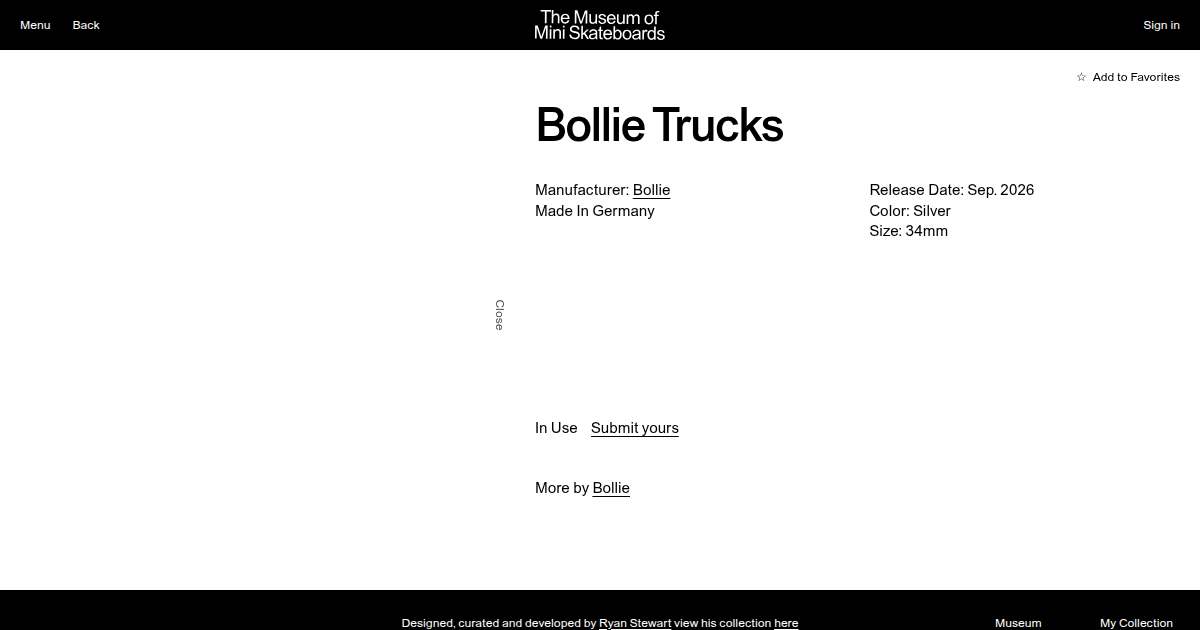 Menu Back
The Museum of
Mini Skateboards
Sign in
☆ Add to Favorites
Bollie Trucks
Manufacturer: Bollie
Made In Germany
Release Date: Sep. 2026
Color: Silver
Size: 34mm
Close
In Use Submit yours
More by Bollie
Designed, curated and developed by Ryan Stewart view his collection here
Museum
My Collection